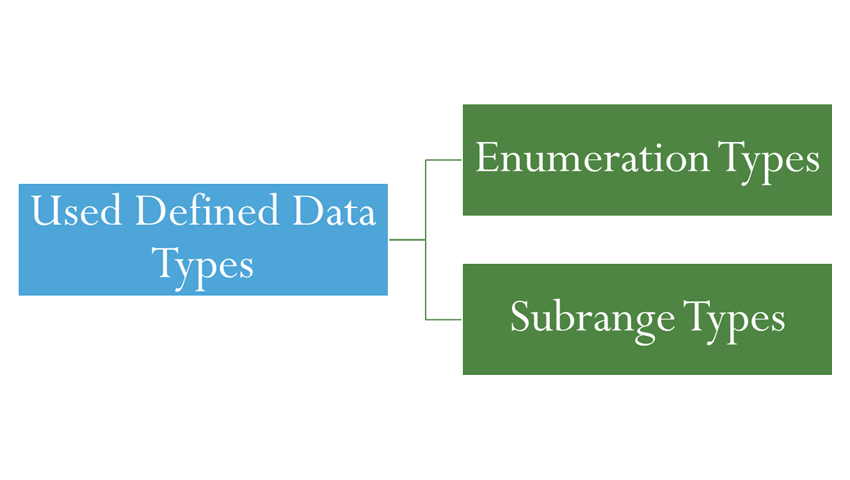 Used Defined Data
Types
Enumeration Types
Subrange Types